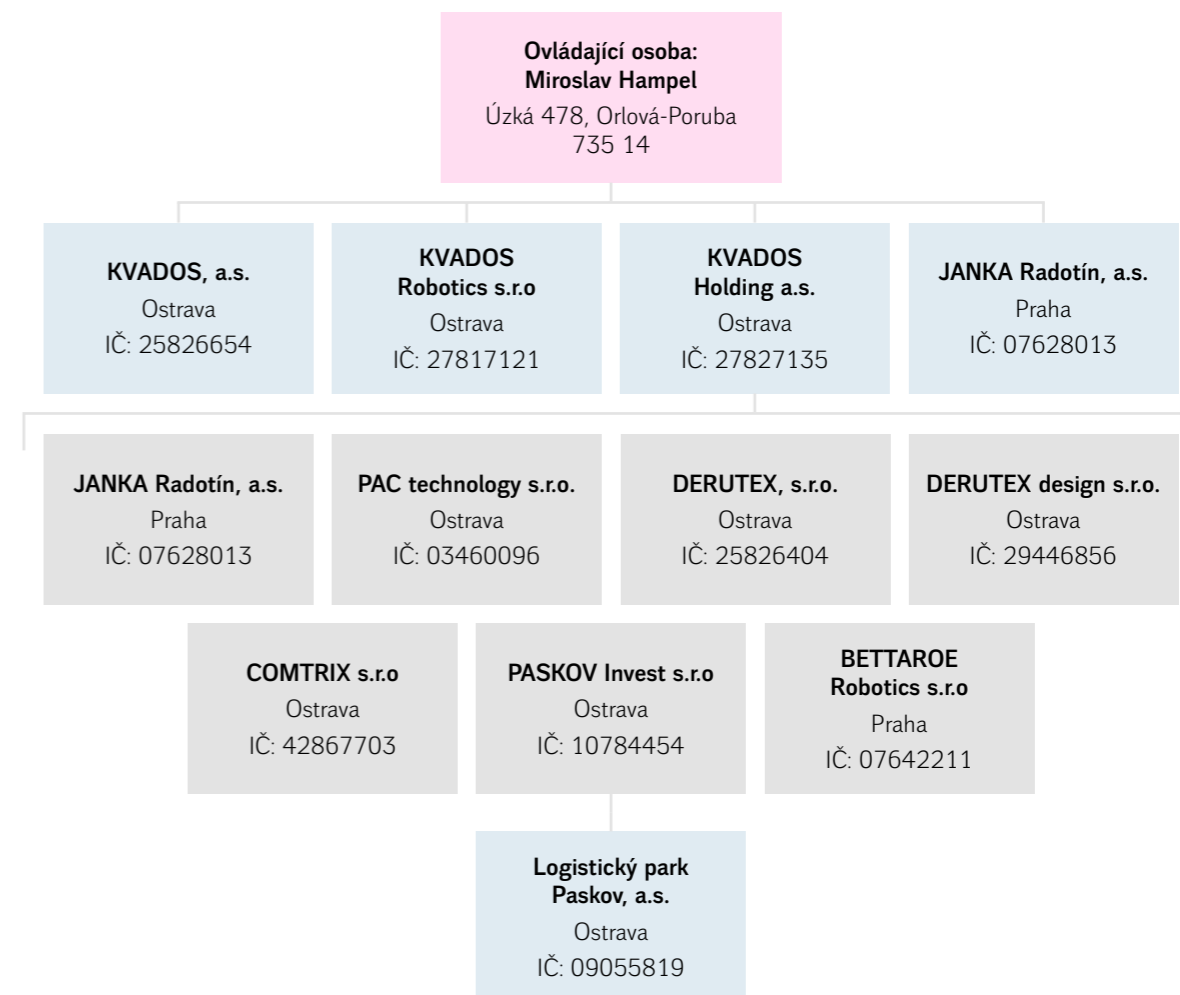 Ovládající osoba:
Miroslav Hampel
Úzká 478, Orlová-Poruba
735 14
KVADOS, a.s.
Ostrava
IČ: 25826654
KVADOS
Robotics s.r.o
Ostrava
IČ: 27817121
KVADOS
Holding a.s.
Ostrava
IČ: 27827135
JANKA Radotín, a.s.
Praha
IČ: 07628013
JANKA Radotín, a.s.
Praha
IČ: 07628013
PAC technology s.r.o.
Ostrava
IČ: 03460096
DERUTEX, s.r.o.
Ostrava
IČ: 25826404
DERUTEX design s.r.o.
Ostrava
IČ: 29446856
COMTRIX s.r.o
Ostrava
IČ: 42867703
PASKOV Invest s.r.o
Ostrava
IČ: 10784454
BETTAROE
Robotics s.r.o
Praha
IČ: 07642211
Logistický park
Paskov, a.s.
Ostrava
IČ: 09055819